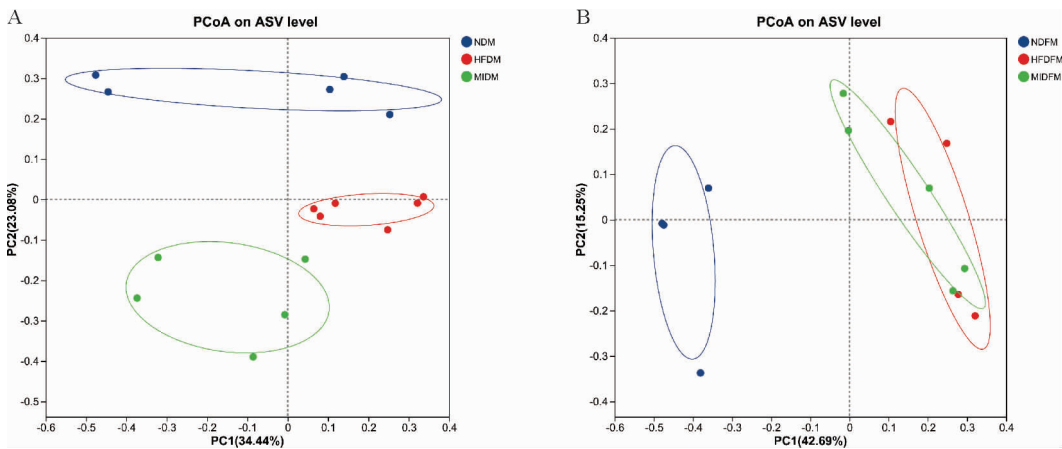 A
PCoA on ASV level
NDM
HFDM
MIDM
0.4
0.3
0.2
0.1
0
-0.1
-0.2
-0.3
-0.4
-0.5
PC2(23.08%)
-0.6 -0.5 -0.4 -0.3 -0.2 -0.1 0 0.1 0.2 0.3 0.4
PC1(34.44%)
B
PCoA on ASV level
NDFM
HFDFM
MIDFM
0.4
0.3
0.2
0.1
0
-0.1
-0.2
-0.3
-0.4
PC2(15.25%)
-0.6 -0.5 -0.4 -0.3 -0.2 -0.1 0 0.1 0.2 0.3 0.4
PC1(42.69%)